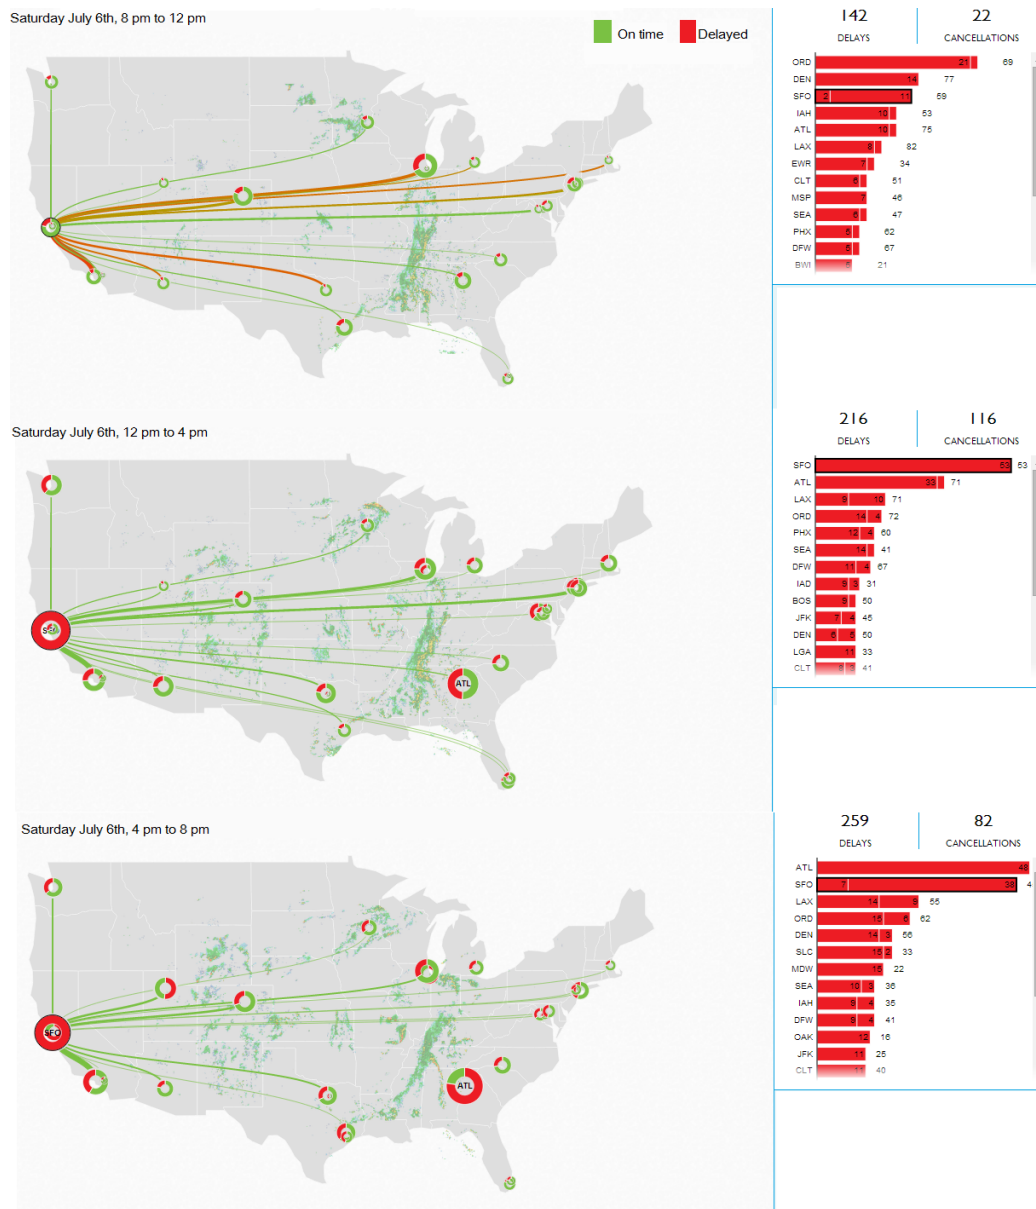 Saturday July 6th, 8 pm to 12 pm
On time Delayed
142 22
DELAYS CANCELLATIONS
ORD 21 69
DEN 14 77
SFO 2 11 59
IAH 10 53
ATL 10 75
LAX 8 82
EWR 7 34
CLT 6 51
MSP 7 46
SEA 6 47
PHX 5 62
DFW 5 67
BWI 21
Saturday July 6th, 12 pm to 4 pm
ATL
216 116
DELAYS CANCELLATIONS
SFO 53 53
ATL 33 71
LAX 9 10 71
ORD 14 4 72
PHX 12 4 60
SEA 14 41
DFW 11 4 67
IAD 9 3 31
BOS 9 50
JFK 7 4 45
DEN 6 5 50
LGA 11 33
CLT 8 3 41
Saturday July 6th, 4 pm to 8 pm
SFO
ATL
259 82
DELAYS CANCELLATIONS
ATL 48
SFO 7 38 4
LAX 14 9 55
ORD 15 6 62
DEN 14 3 56
SLC 15 2 33
MDW 15 22
SEA 10 3 36
IAH 9 4 35
DFW 9 4 41
OAK 12 16
JFK 11 25
CLT 11 40